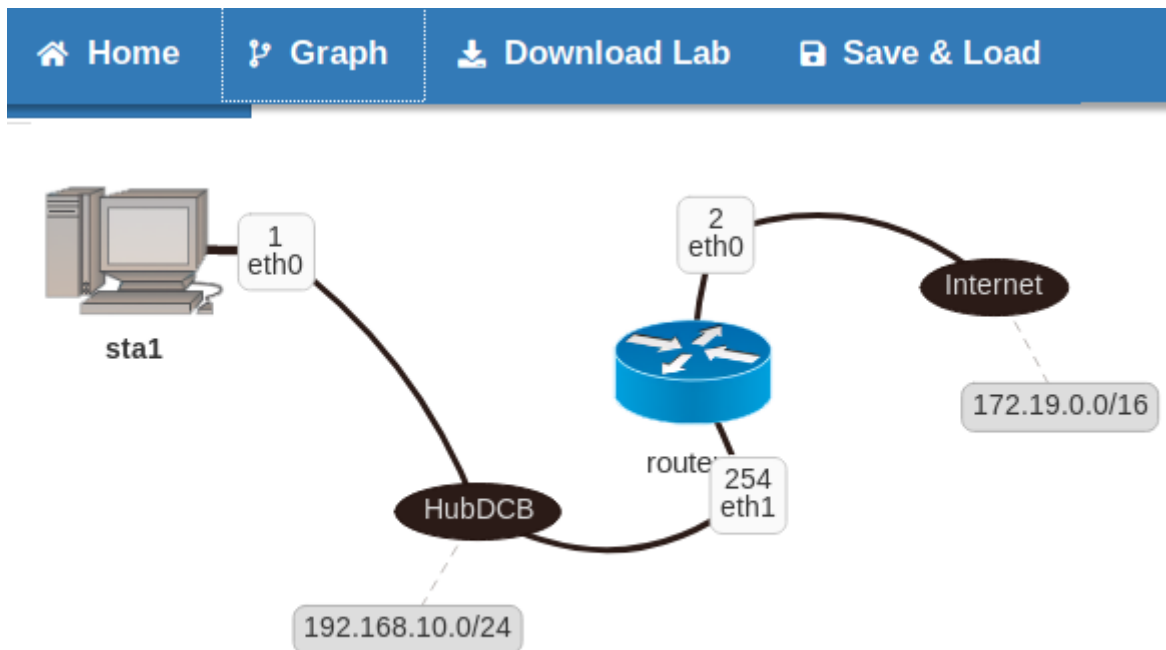 Home Graph Download Lab Save & Load
1
eth0
sta1
2
eth0
Internet
172.19.0.0/16
254
eth1
HubDCB
192.168.10.0/24